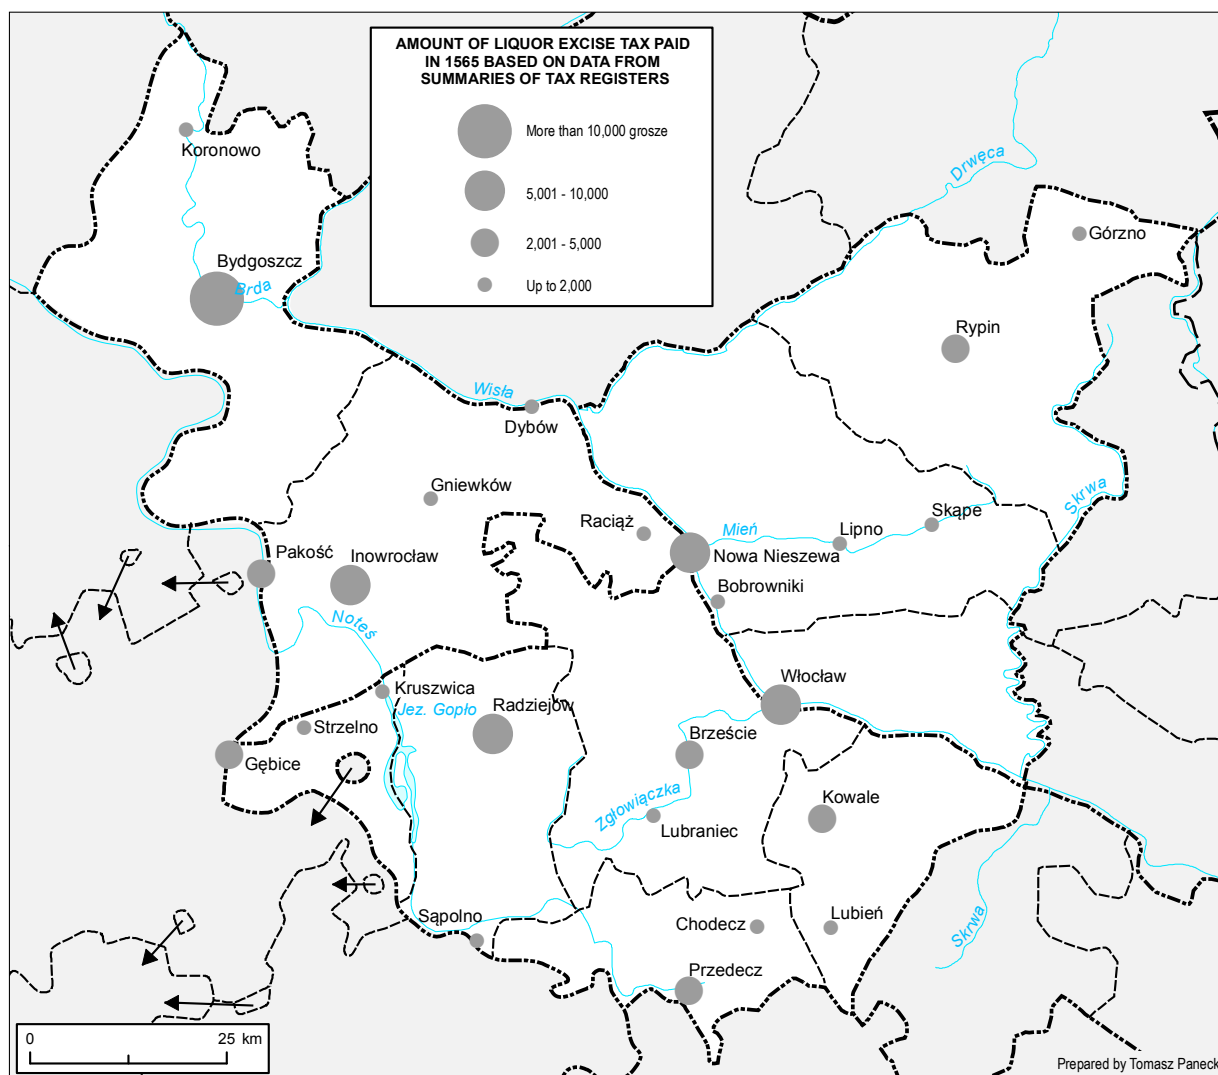 AMOUNT OF LIQUOR EXCISE TAX PAID
IN 1565 BASED ON DATA FROM
SUMMARIES OF TAX REGISTERS
More than 10,000 grosze
5,001 - 10,000
2,001 - 5,000
Up to 2,000
Koronowo
Drwęca
Górzno
Bydgoszcz
Brda
Rypin
Wisła
Dybów
Gniewków
Skrwa
Raciąż
Mień
Lipno
Skąpe
Pakość
Inowrocław
Nowa Nieszewa
Bobrowniki
Noteś
Kruszwica
Włocław
Jez. Gopło
Radziejów
Strzelno
Brzeście
Gębice
Zgłowiączka
Kowale
Lubraniec
Sąpolno
Chodecz
Lubień
Skrwa
Przedecz
0 25 km
Prepared by Tomasz Panecki